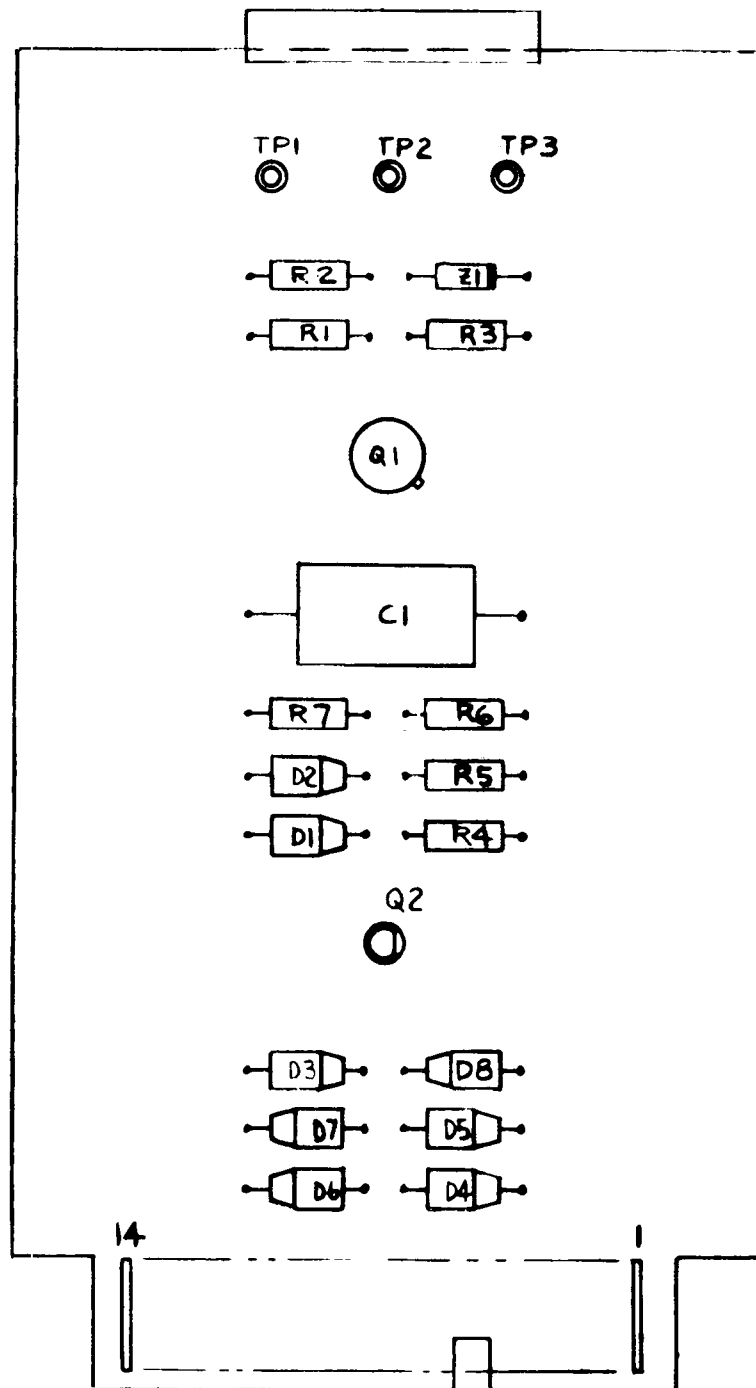 TP1 TP2 TP3
R2 Z1
R1 R3
Q1
C1
R7 R6
D2 R5
D1 R4
Q2
D3 D8
D7 D5
D6 D4
14 1